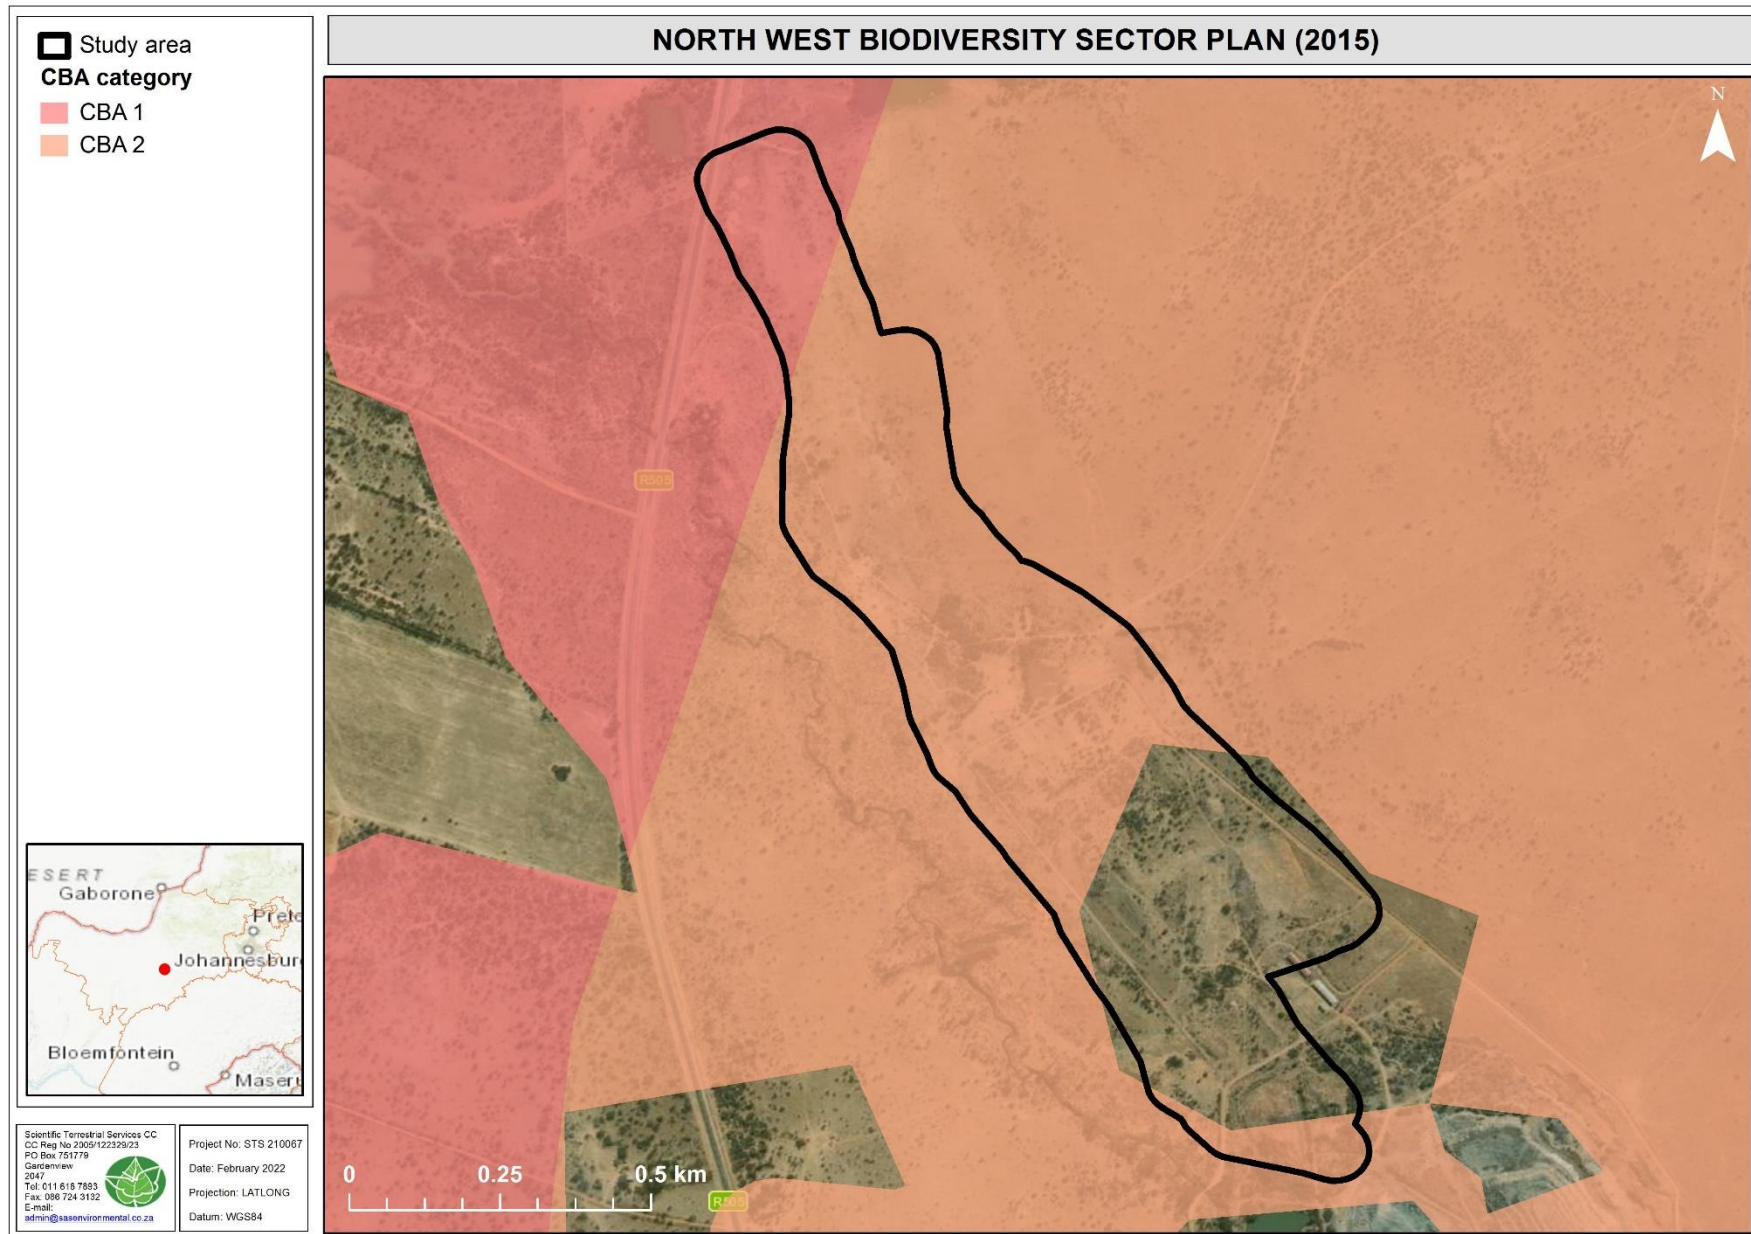 NORTH WEST BIODIVERSITY SECTOR PLAN (2015)
Study area
CBA category
CBA 1
CBA 2
N
R505
0 0.25 0.5 km
R505
ESERT
Gaborone
Preto
Johannesburg
Bloemfontein
Maseru
Scientific Terrestrial Services CC
CC Reg No 2005/122329/23
PO Box 751779
Gardenview
2047
Tel: 011 616 7893
Fax: 086 724 3132
E-mail:
admin@sasenvironmental.co.za
Project No: STS 210067
Date: February 2022
Projection: LATLONG
Datum: WGS84